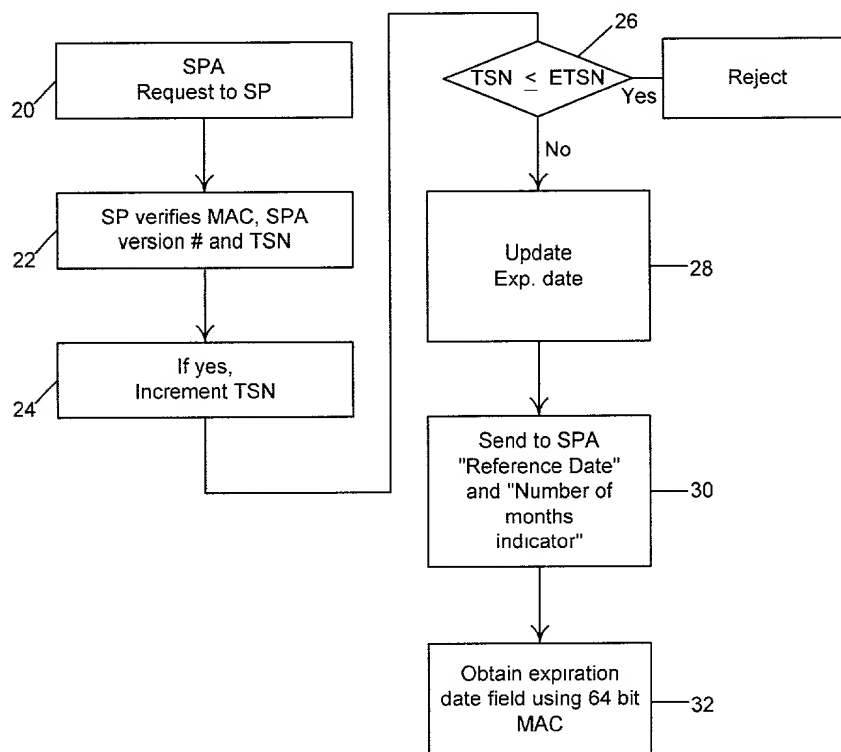 SPA
Request to SP
20
SP verifies MAC, SPA
version # and TSN
22
If yes,
Increment TSN
24
26
TSN ≤ ETSN
Yes
Reject
No
Update
Exp. date
28
Send to SPA
"Reference Date"
and "Number of
months
indicator"
30
Obtain expiration
date field using 64 bit
MAC
32